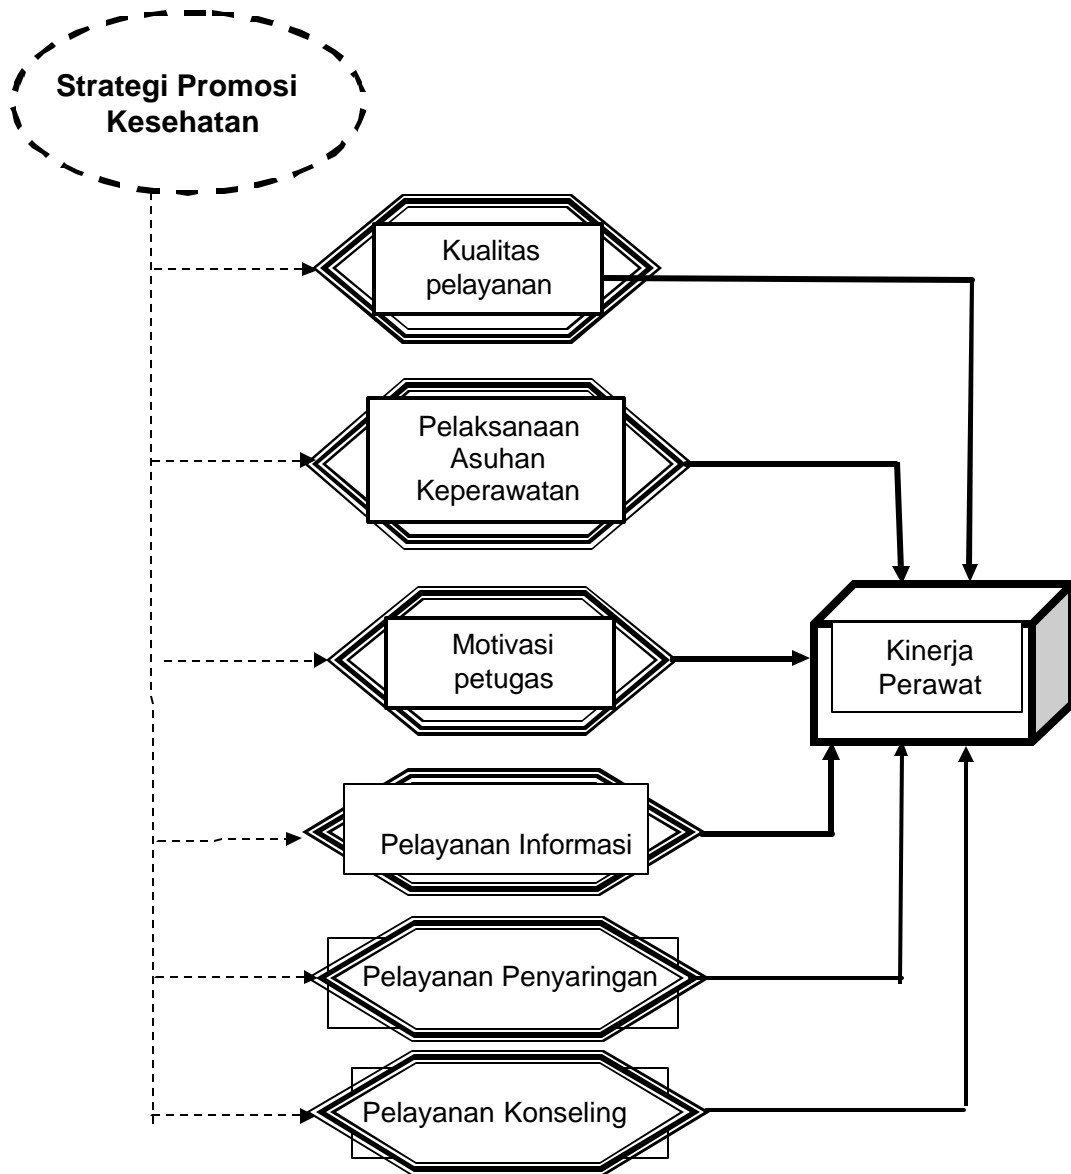 Strategi Promosi
Kesehatan
Kualitas
pelayanan
Pelaksanaan
Asuhan
Keperawatan
Motivasi
petugas
Kinerja
Perawat
Pelayanan Informasi
Pelayanan Penyaringan
Pelayanan Konseling